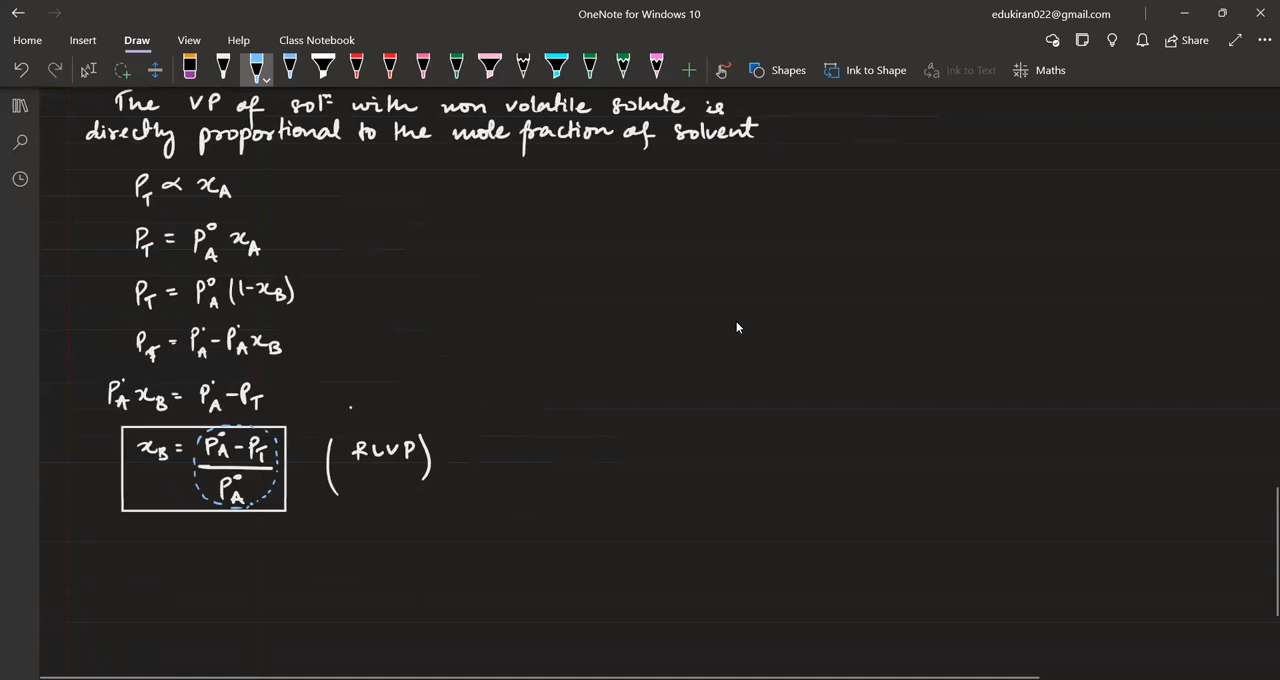 OneNote for Windows 10
edukiran022@gmail.com
Home Insert Draw View Help Class Notebook
Share
Shapes Ink to Shape Ink to Text Maths
The VP of solⁿ with non volatile solute is
directly proportional to the mole fraction of solvent
P_T ∝ x_A
P_T = P°_A x_A
P_T = P°_A (1-x_B)
P_T = P°_A - P°_A x_B
P°_A x_B = P°_A - P_T
x_B = (P°_A - P_T) / P°_A (RLVP)